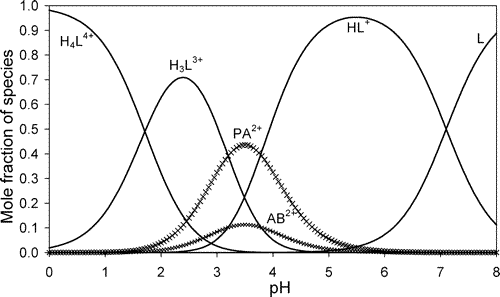 Mole fraction of species
1.0
0.9
0.8
0.7
0.6
0.5
0.4
0.3
0.2
0.1
0.0
H₄L⁴⁺
H₃L³⁺
PA²⁺
AB²⁺
HL⁺
L
0 1 2 3 4 5 6 7 8
pH